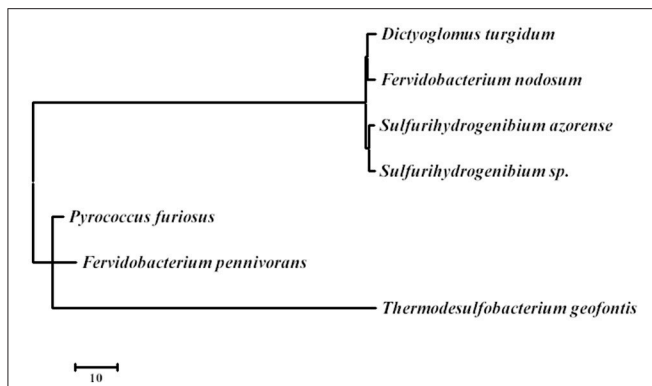 Dictyoglomus turgidum
Fervidobacterium nodosum
Sulfurihydrogenibium azorense
Sulfurihydrogenibium sp.
Pyrococcus furiosus
Fervidobacterium pennivorans
Thermodesulfobacterium geofontis
10